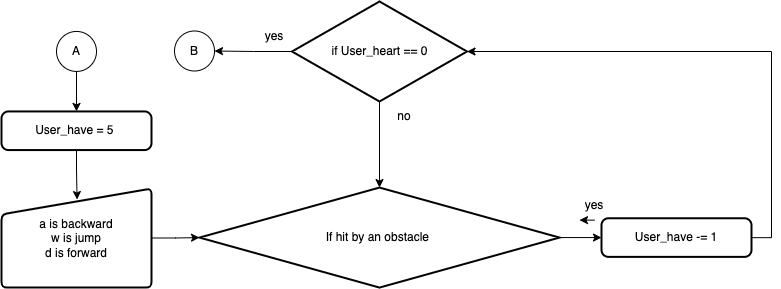 A
B
yes
if User_heart == 0
no
User_have = 5
a is backward
w is jump
d is forward
If hit by an obstacle
yes
User_have -= 1